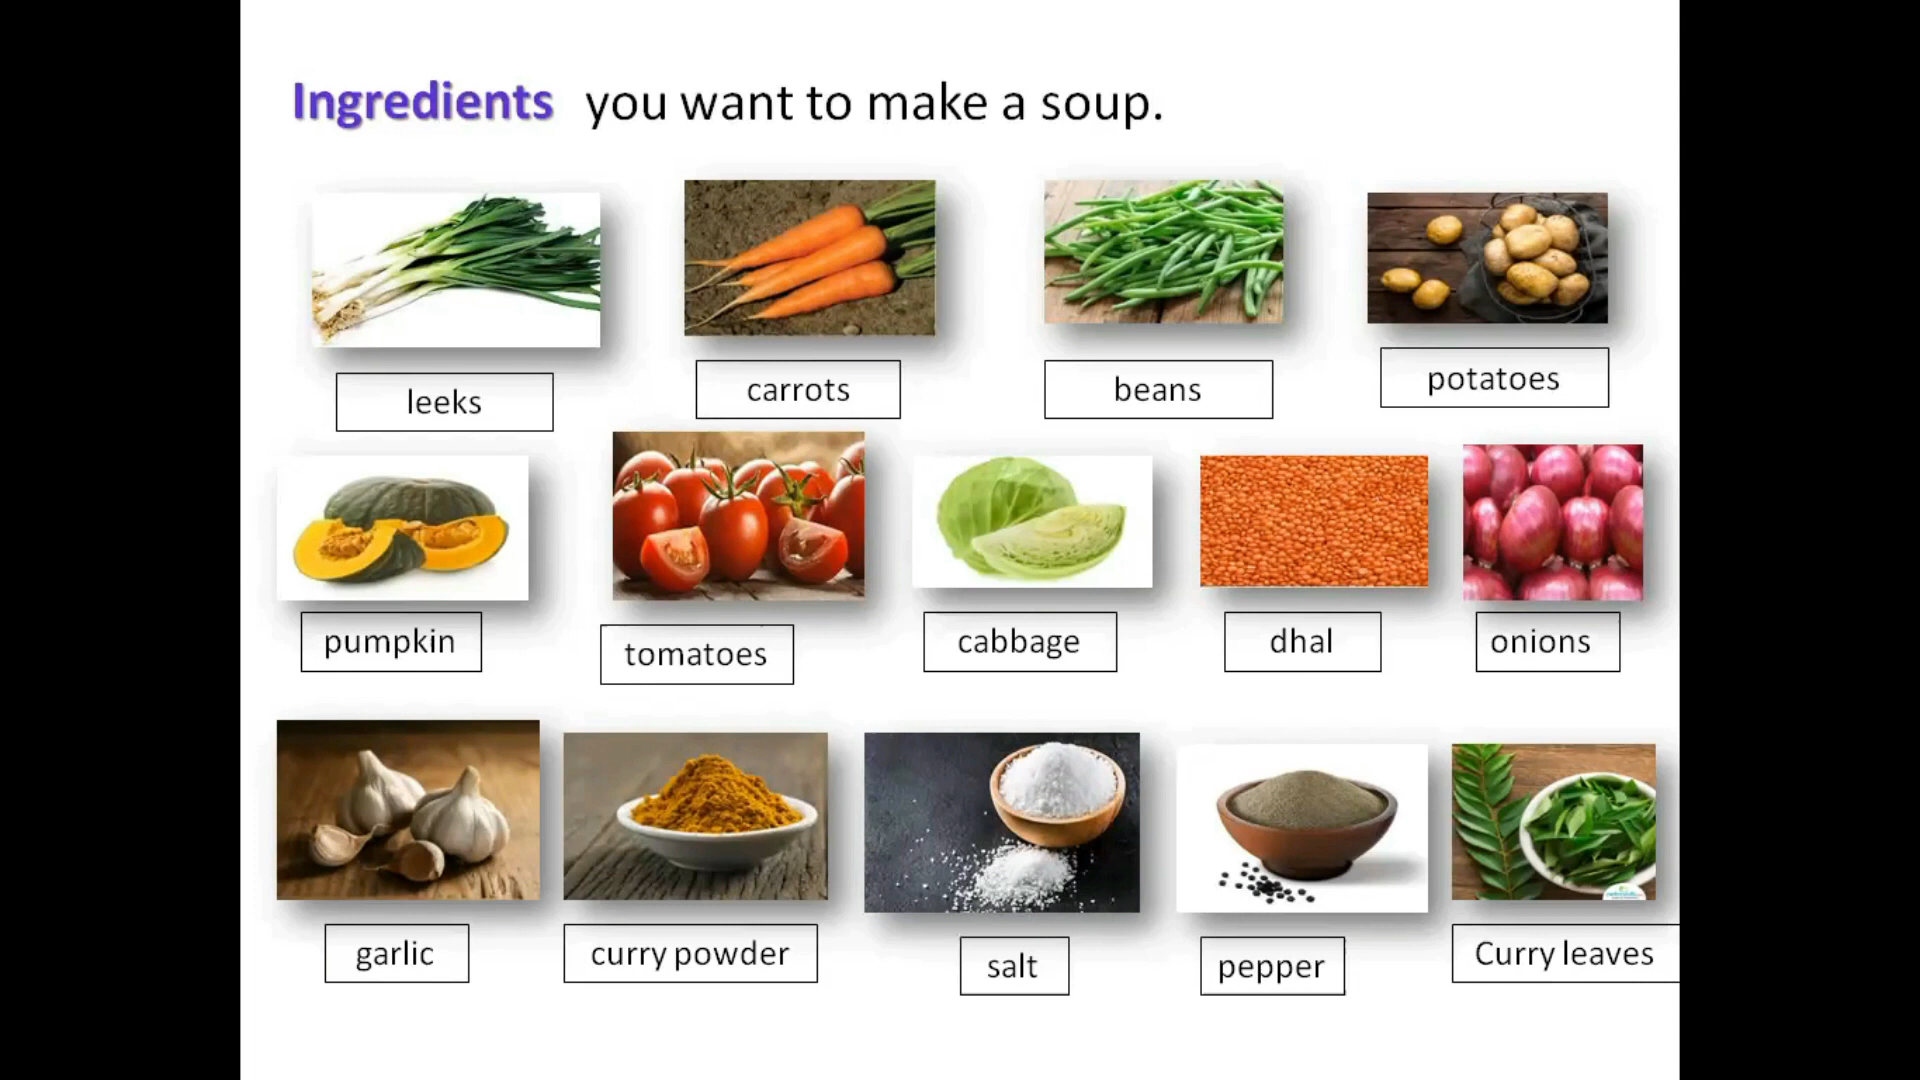 Ingredients you want to make a soup.
leeks
carrots
beans
potatoes
pumpkin
tomatoes
cabbage
dhal
onions
garlic
curry powder
salt
pepper
Curry leaves